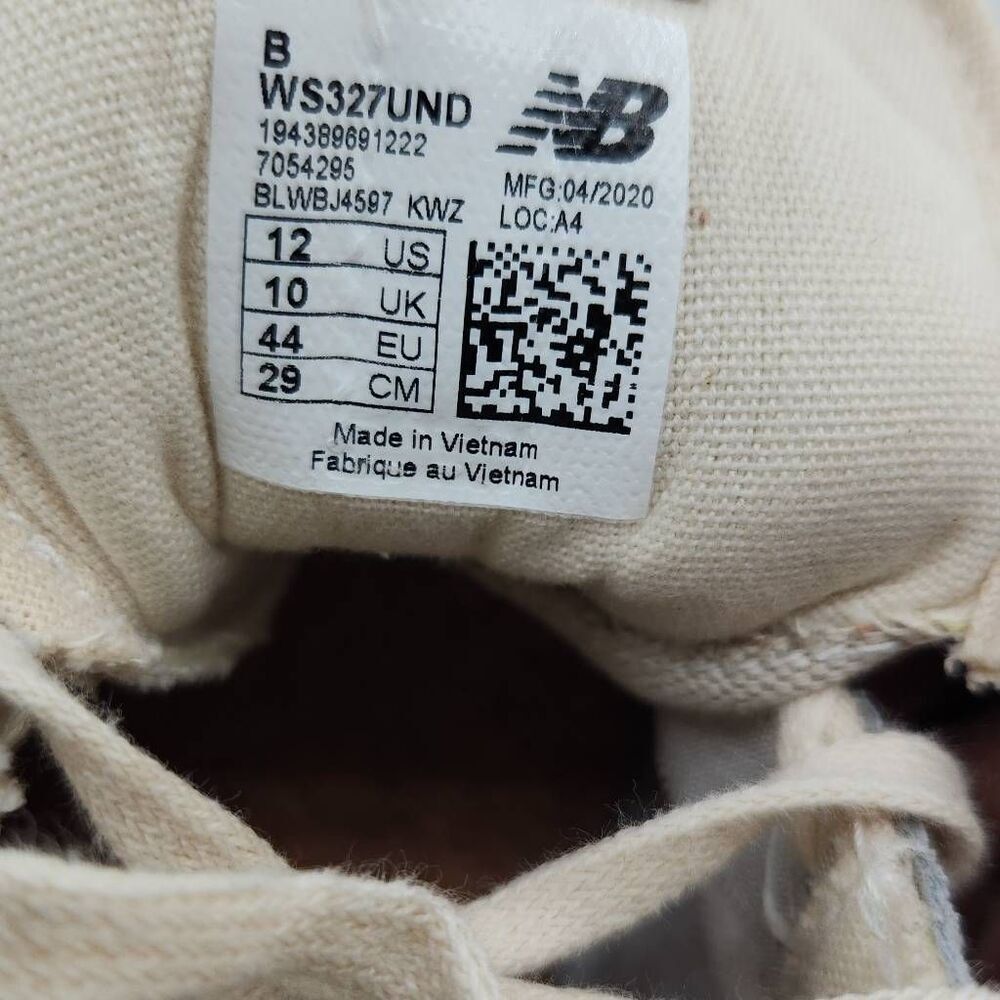 B
WS327UND
194389691222
7054295
BLWBJ4597 KWZ
NB
MFG:04/2020
LOC:A4
12 US
10 UK
44 EU
29 CM
Made in Vietnam
Fabrique au Vietnam